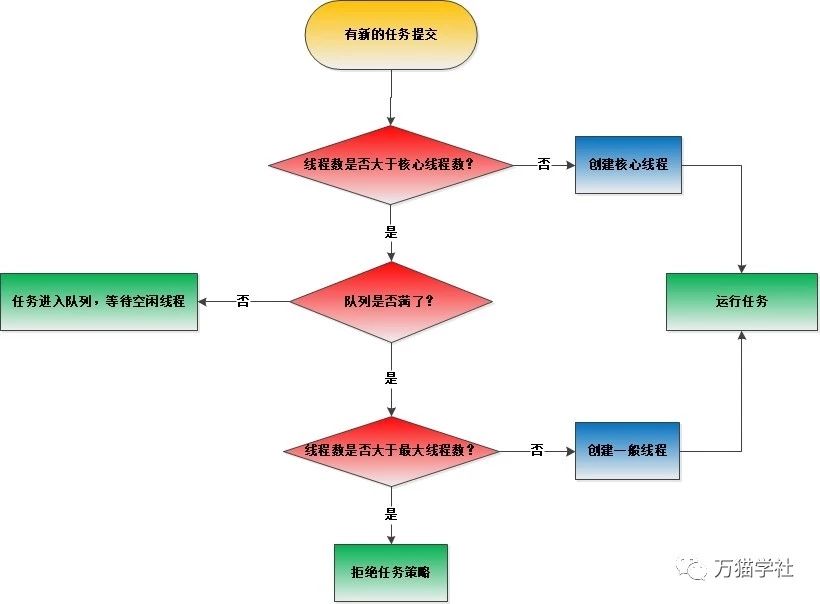 有新的任务提交
线程数是否大于核心线程数？
否
创建核心线程
是
任务进入队列，等待空闲线程
否
队列是否满了？
运行任务
是
线程数是否大于最大线程数？
否
创建一般线程
是
拒绝任务策略
万猫学社